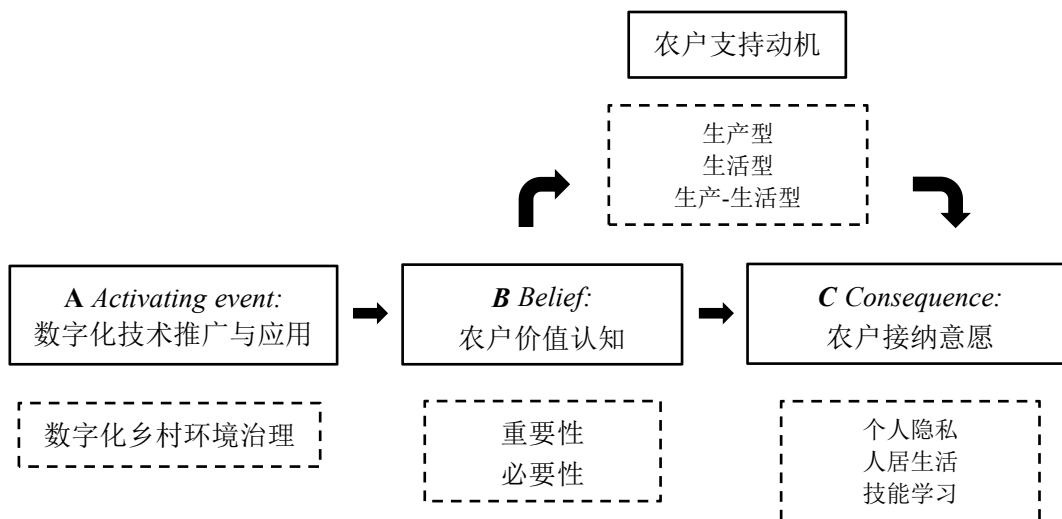 农户支持动机
生产型
生活型
生产-生活型
A Activating event:
数字化技术推广与应用
B Belief:
农户价值认知
C Consequence:
农户接纳意愿
数字化乡村环境治理
重要性
必要性
个人隐私
人居生活
技能学习